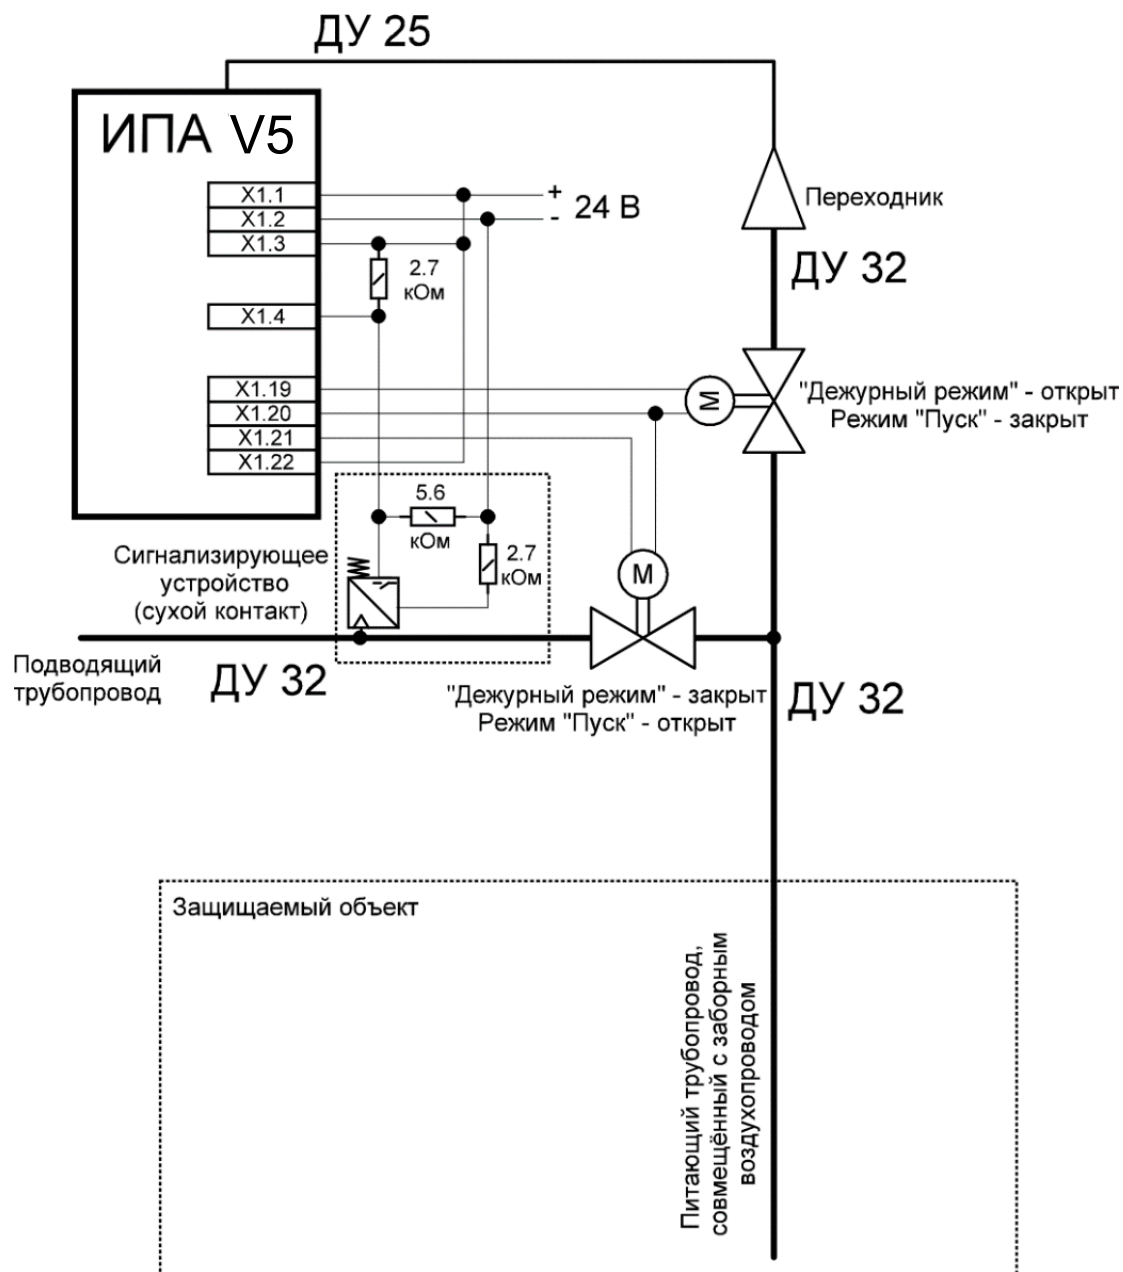 ДУ 25
ИПА V5
X1.1
X1.2
X1.3
X1.4
X1.19
X1.20
X1.21
X1.22
+
-
24 В
2.7
кОм
Переходник
ДУ 32
"Дежурный режим" - открыт
Режим "Пуск" - закрыт
М
5.6
кОм
2.7
кОм
М
Сигнализирующее
устройство
(сухой контакт)
Подводящий
трубопровод
ДУ 32
"Дежурный режим" - закрыт
Режим "Пуск" - открыт
ДУ 32
Защищаемый объект
Питающий трубопровод,
совмещённый с заборным
воздухопроводом